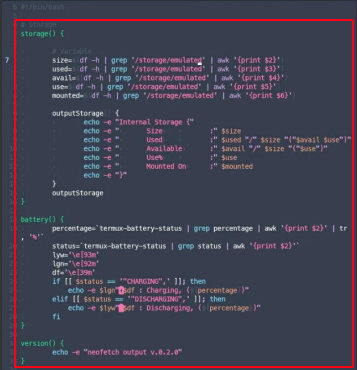 #!/bin/bash
# Storage
storage() {
# Variable
7 size=$(df -h | grep '/storage/emulated' | awk '{print $2}')
used=$(df -h | grep '/storage/emulated' | awk '{print $3}')
avail=$(df -h | grep '/storage/emulated' | awk '{print $4}')
use=$(df -h | grep '/storage/emulated' | awk '{print $5}')
mounted=$(df -h | grep '/storage/emulated' | awk '{print $6}')
outputStorage() {
echo -e "Internal Storage {"
echo -e " Size :" $size
echo -e " Used :" $used "/" $size "("$avail $use")"
echo -e " Available :" $avail "/" $size "("$use")"
echo -e " Use% :" $use
echo -e " Mounted On :" $mounted
echo -e "}"
}
outputStorage
}
battery() {
percentage=`termux-battery-status | grep percentage | awk '{print $2}' | tr
, '%'`
status=`termux-battery-status | grep status | awk '{print $2}'`
lyw='\e[93m'
lgn='\e[92m'
df='\e[39m'
if [[ $status == '"CHARGING",' ]]; then
echo -e $lgn" $df : Charging, ($percentage)"
elif [[ $status == '"DISCHARGING",' ]]; then
echo -e $lyw" $df : Discharging, ($percentage)"
fi
}
version() {
echo -e "neofetch output v.0.2.0"
}